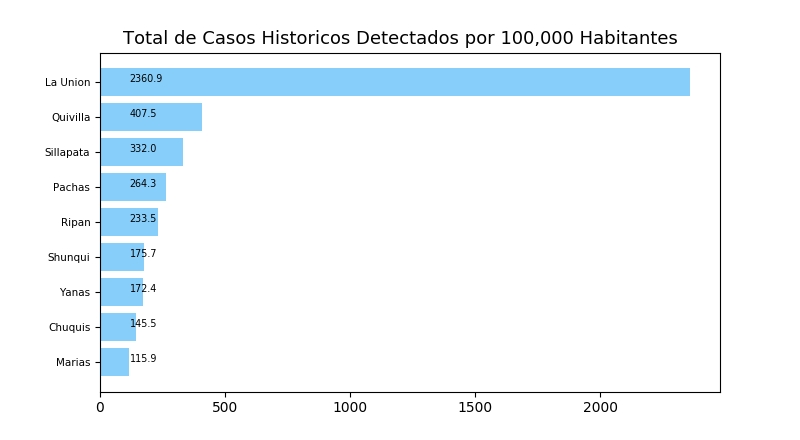 Total de Casos Historicos Detectados por 100,000 Habitantes
La Union 2360.9
Quivilla 407.5
Sillapata 332.0
Pachas 264.3
Ripan 233.5
Shunqui 175.7
Yanas 172.4
Chuquis 145.5
Marias 115.9
0 500 1000 1500 2000